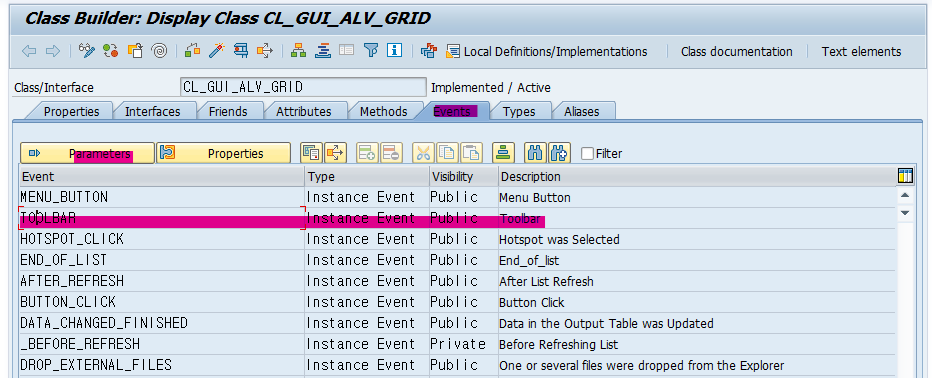 Class Builder: Display Class CL_GUI_ALV_GRID
Local Definitions/Implementations Class documentation Text elements
Class/Interface CL_GUI_ALV_GRID Implemented / Active
Properties Interfaces Friends Attributes Methods Events Types Aliases
Parameters Properties Filter
Event Type Visibility Description
MENU_BUTTON Instance Event Public Menu Button
TOOLBAR Instance Event Public Toolbar
HOTSPOT_CLICK Instance Event Public Hotspot was Selected
END_OF_LIST Instance Event Public End_of_list
AFTER_REFRESH Instance Event Public After List Refresh
BUTTON_CLICK Instance Event Public Button Click
DATA_CHANGED_FINISHED Instance Event Public Data in the Output Table was Updated
_BEFORE_REFRESH Instance Event Private Before Refreshing List
DROP_EXTERNAL_FILES Instance Event Public One or several files were dropped from the Explorer